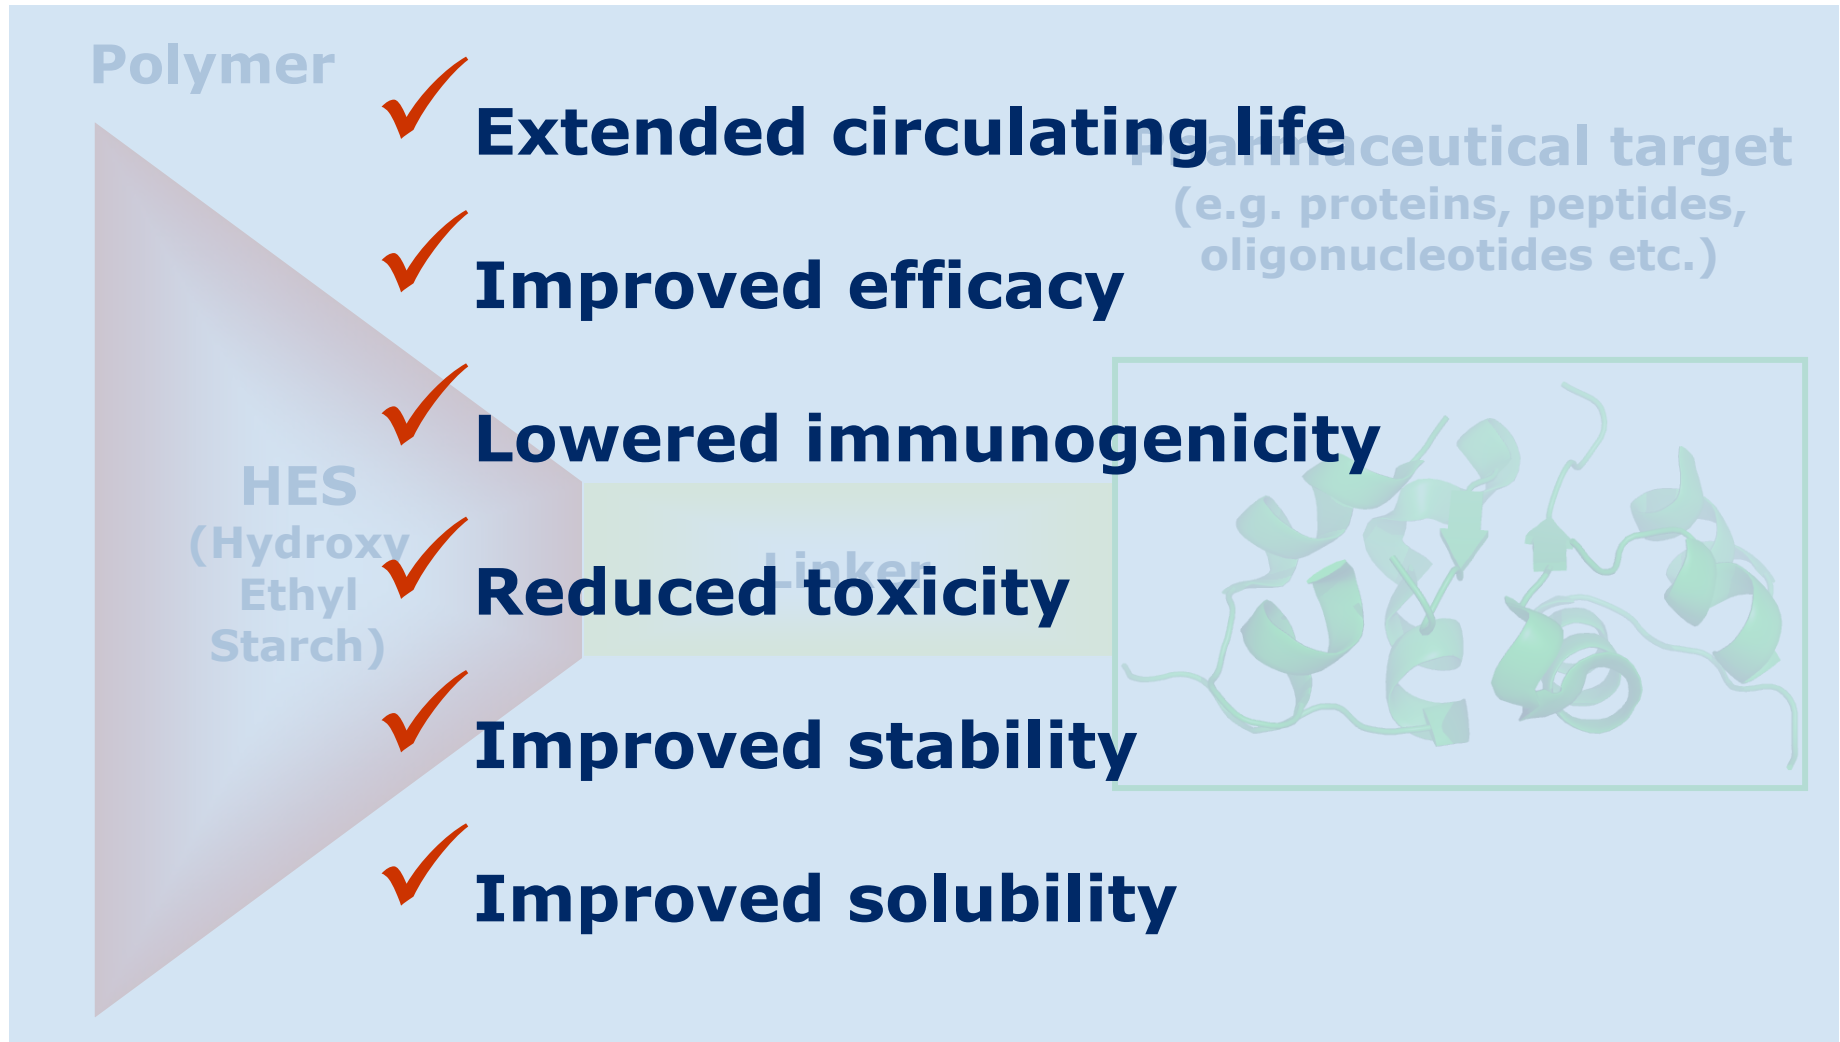 Polymer
Extended circulating life
Pharmaceutical target
(e.g. proteins, peptides,
oligonucleotides etc.)
Improved efficacy
Lowered immunogenicity
HES
(Hydroxy
Ethyl
Starch)
Linker
Reduced toxicity
Improved stability
Improved solubility